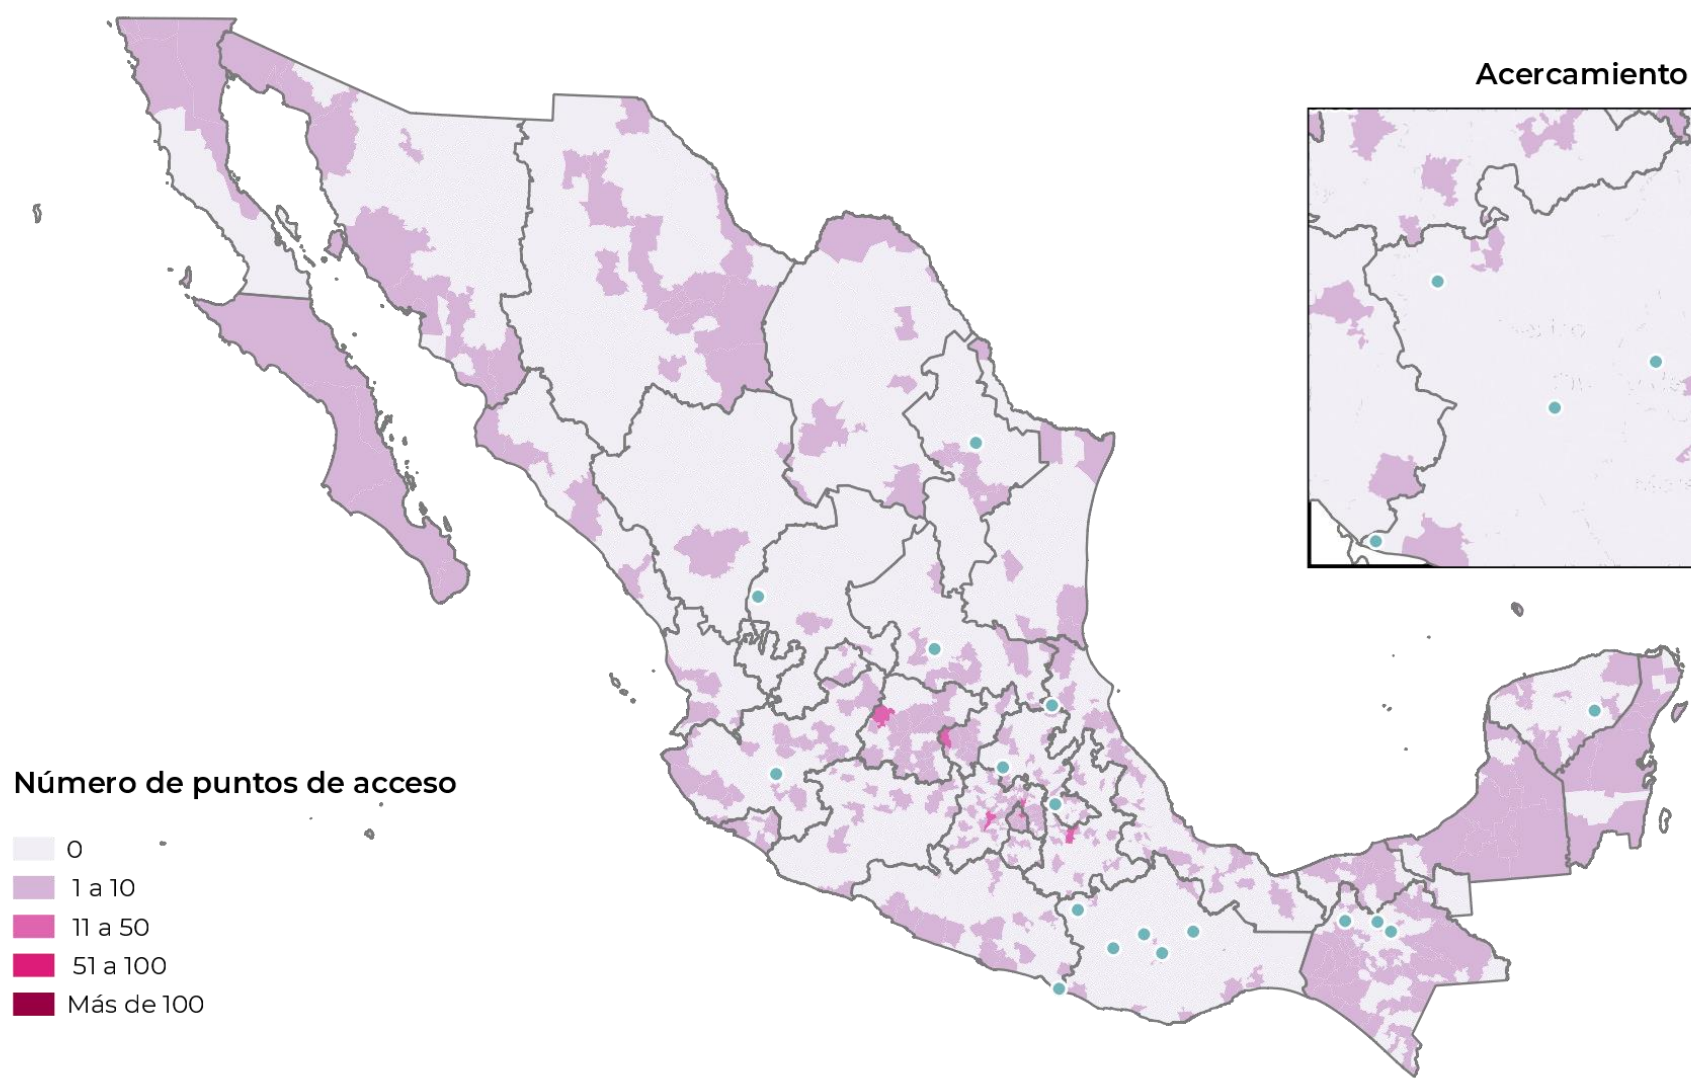 Acercamiento
Número de puntos de acceso
0
1 a 10
11 a 50
51 a 100
Más de 100